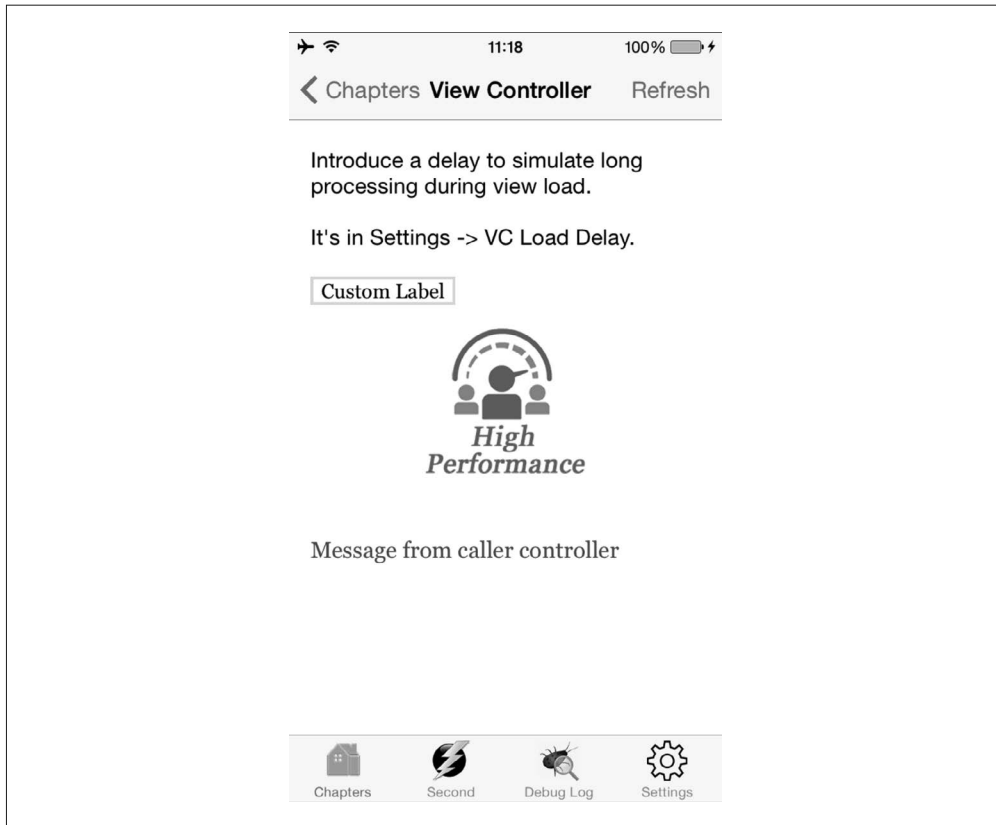 11:18
100%
Chapters View Controller Refresh
Introduce a delay to simulate long
processing during view load.
It's in Settings -> VC Load Delay.
Custom Label
High
Performance
Message from caller controller
Chapters Second Debug Log Settings